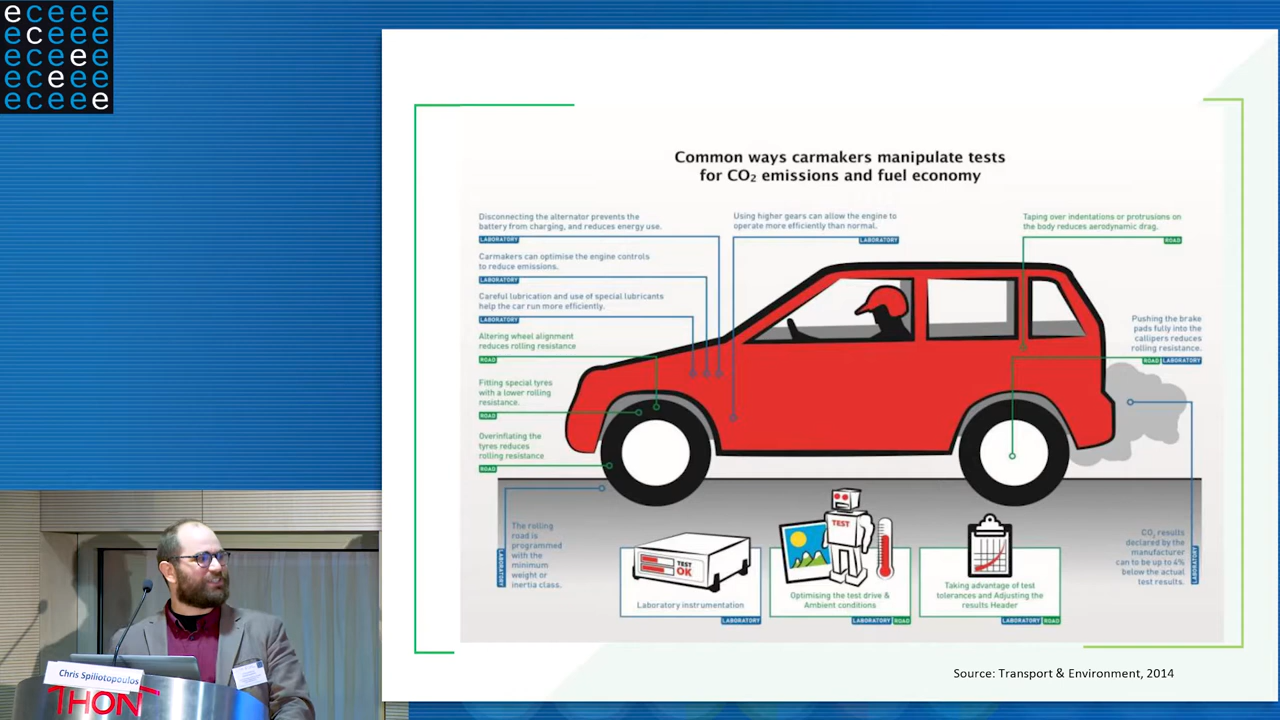 eceee
eceee
eceee
eceee
eceee
Common ways carmakers manipulate tests
for CO₂ emissions and fuel economy
Disconnecting the alternator prevents the
battery from charging, and reduces energy use.
LABORATORY
Carmakers can optimise the engine controls
to reduce emissions.
LABORATORY
Careful lubrication and use of special lubricants
help the car run more efficiently.
LABORATORY
Altering wheel alignment
reduces rolling resistance
ROAD
Fitting special tyres
with a lower rolling
resistance.
ROAD
Overinflating the
tyres reduces
rolling resistance
ROAD
Using higher gears can allow the engine to
operate more efficiently than normal.
LABORATORY
Taping over indentations or protrusions on
the body reduces aerodynamic drag.
ROAD
Pushing the brake
pads fully into the
callipers reduces
rolling resistance.
ROAD LABORATORY
The rolling
road is
programmed
with the
minimum
weight or
inertia class.
LABORATORY
TEST
OK
Laboratory instrumentation
LABORATORY
TEST
Optimising the test drive &
Ambient conditions
LABORATORY ROAD
Taking advantage of test
tolerances and Adjusting the
results Header
LABORATORY ROAD
CO₂ results
declared by the
manufacturer
can to be up to 4%
below the actual
test results.
LABORATORY
Source: Transport & Environment, 2014
Chris Spiliotopoulos
THON